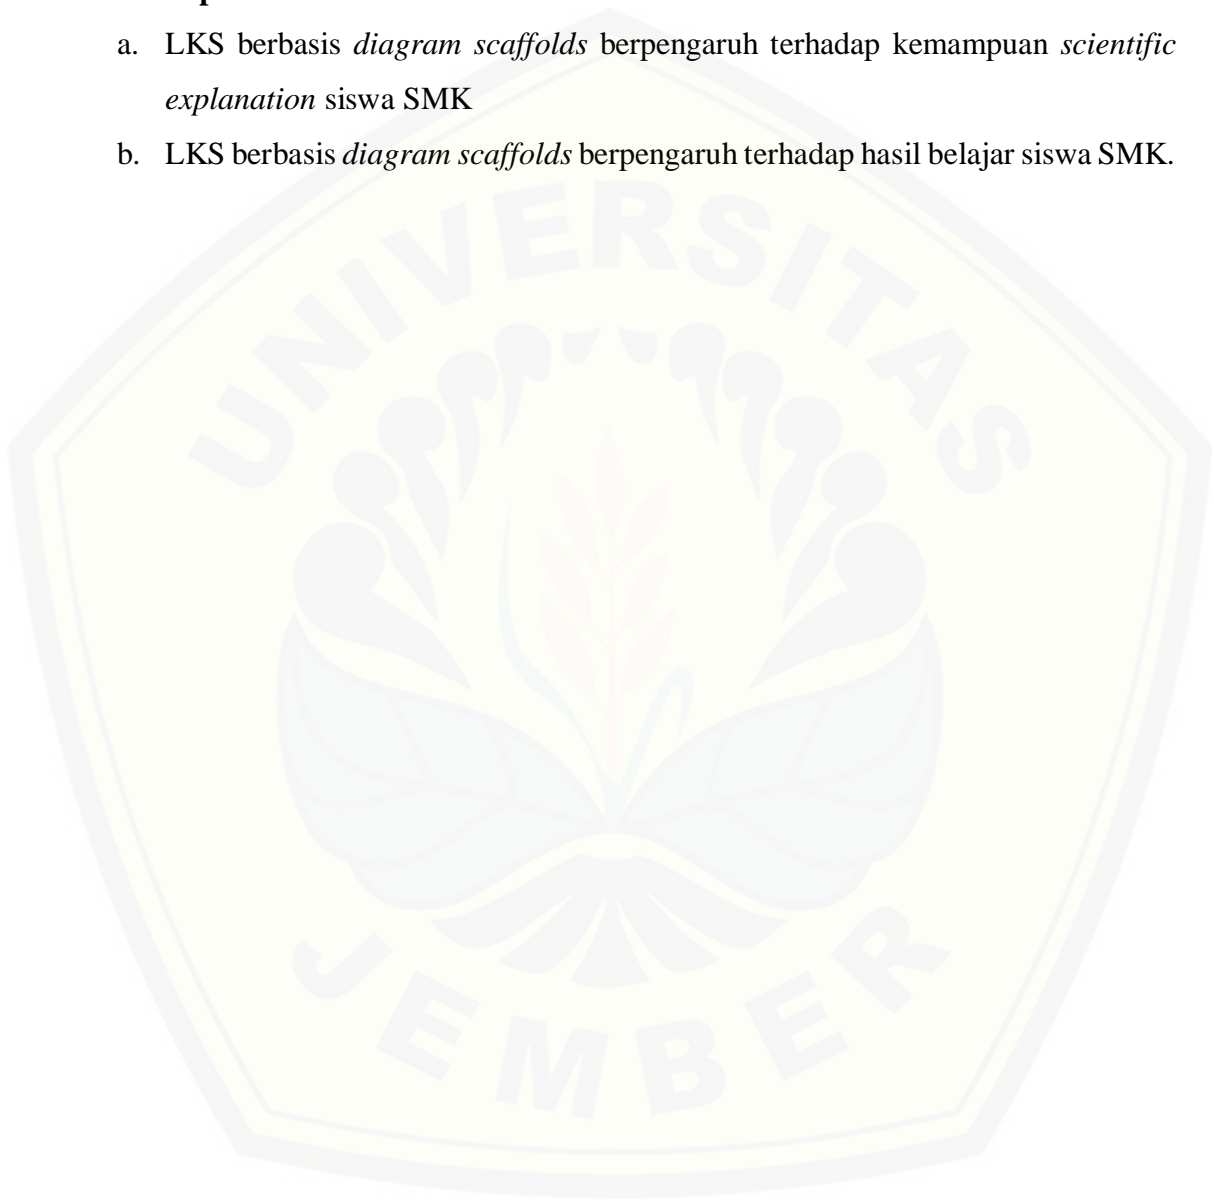 a. LKS berbasis diagram scaffolds berpengaruh terhadap kemampuan scientific
explanation siswa SMK
b. LKS berbasis diagram scaffolds berpengaruh terhadap hasil belajar siswa SMK.
UNIVERSITAS
JEMBER